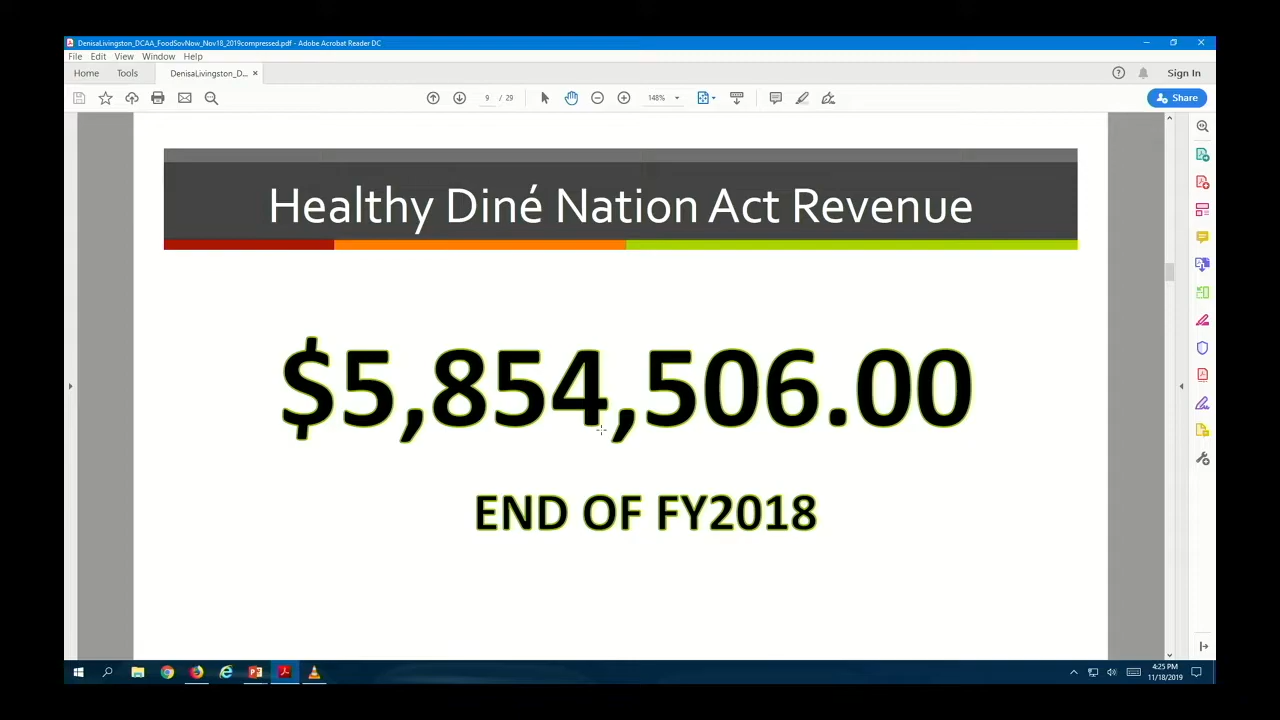 DenisaLivingston_DCAA_FoodSovNow_Nov18_2019compressed.pdf - Adobe Acrobat Reader DC
File Edit View Window Help
Home Tools DenisaLivingston_D... × Sign In
9 / 29 148% Share
Healthy Diné Nation Act Revenue
$5,854,506.00
END OF FY2018
4:25 PM
11/18/2019